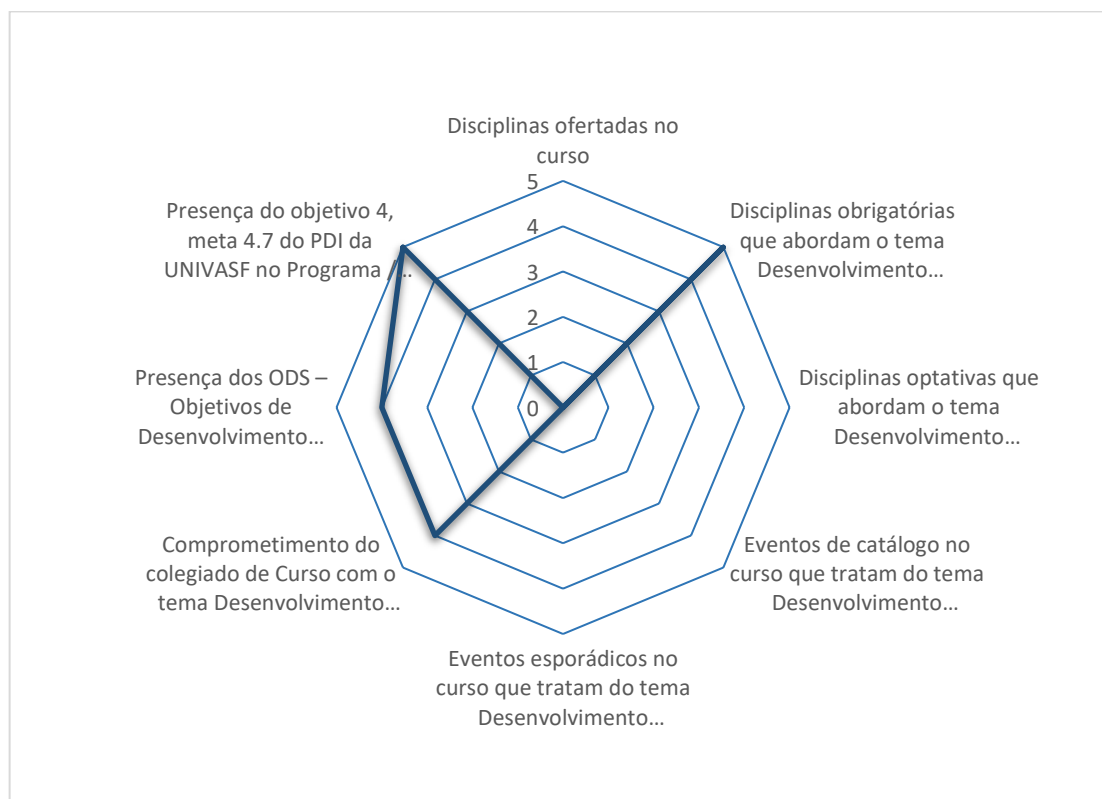 Disciplinas ofertadas no
curso
5
4
3
2
1
0
Disciplinas obrigatórias
que abordam o tema
Desenvolvimento...
Disciplinas optativas que
abordam o tema
Desenvolvimento...
Eventos de catálogo no
curso que tratam do tema
Desenvolvimento...
Eventos esporádicos no
curso que tratam do tema
Desenvolvimento...
Comprometimento do
colegiado de Curso com o
tema Desenvolvimento...
Presença dos ODS –
Objetivos de
Desenvolvimento...
Presença do objetivo 4,
meta 4.7 do PDI da
UNIVASF no Programa /...